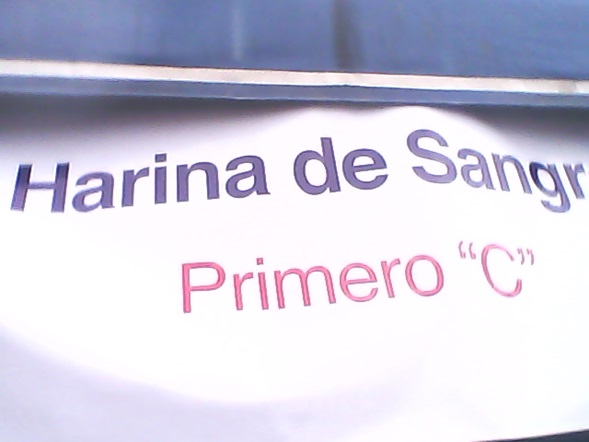 Harina de Sangr
Primero “C”